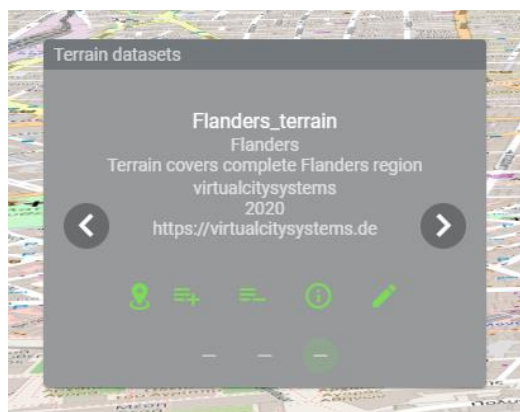 Terrain datasets
Flanders_terrain
Flanders
Terrain covers complete Flanders region
virtualcitysystems
2020
https://virtualcitysystems.de